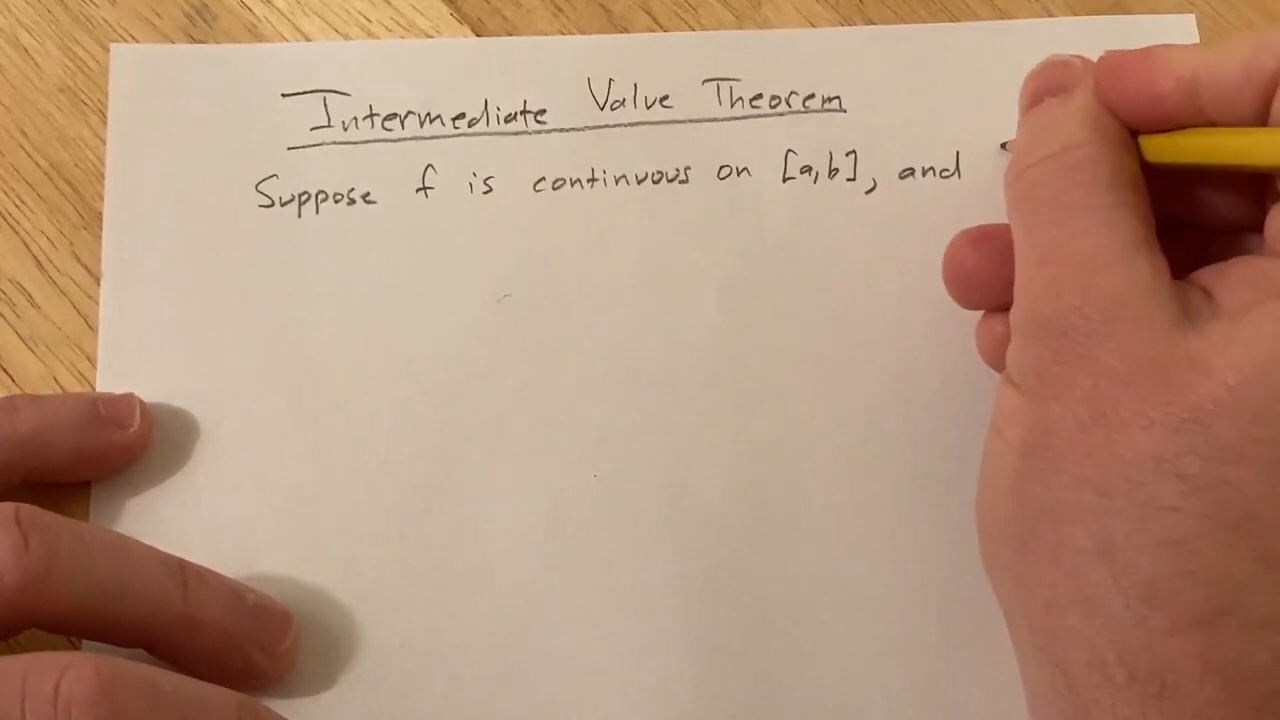 Intermediate Value Theorem
Suppose f is continuous on [a,b], and